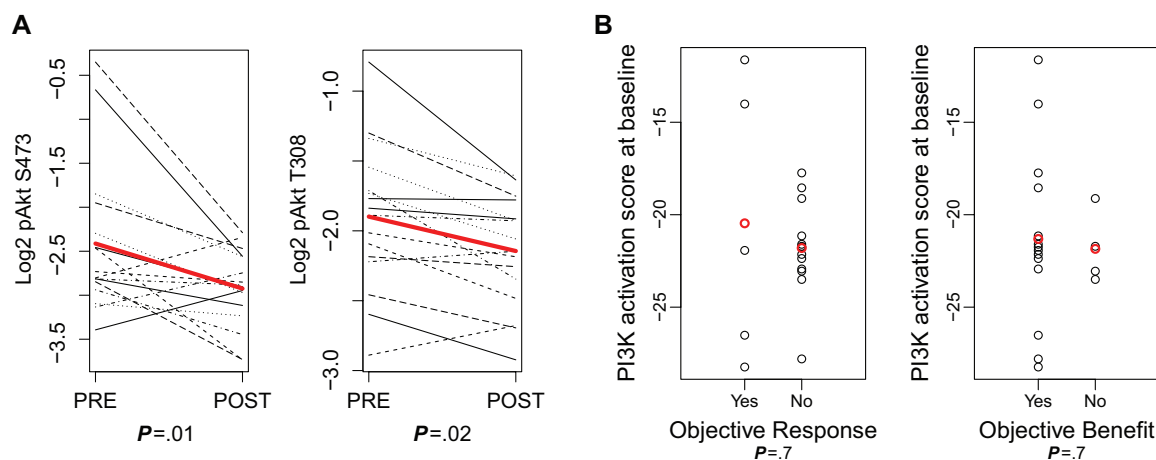 A
B
Log2 pAkt S473
−0.5
−1.5
−2.5
−3.5
PRE
POST
P=.01
Log2 pAkt T308
−1.0
−2.0
−3.0
PRE
POST
P=.02
PI3K activation score at baseline
−15
−20
−25
Yes
No
Objective Response
P=.7
PI3K activation score at baseline
−15
−20
−25
Yes
No
Objective Benefit
P=.7